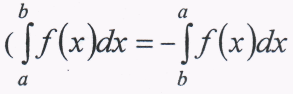 (∫_a^b f(x)dx = -∫_b^a f(x)dx